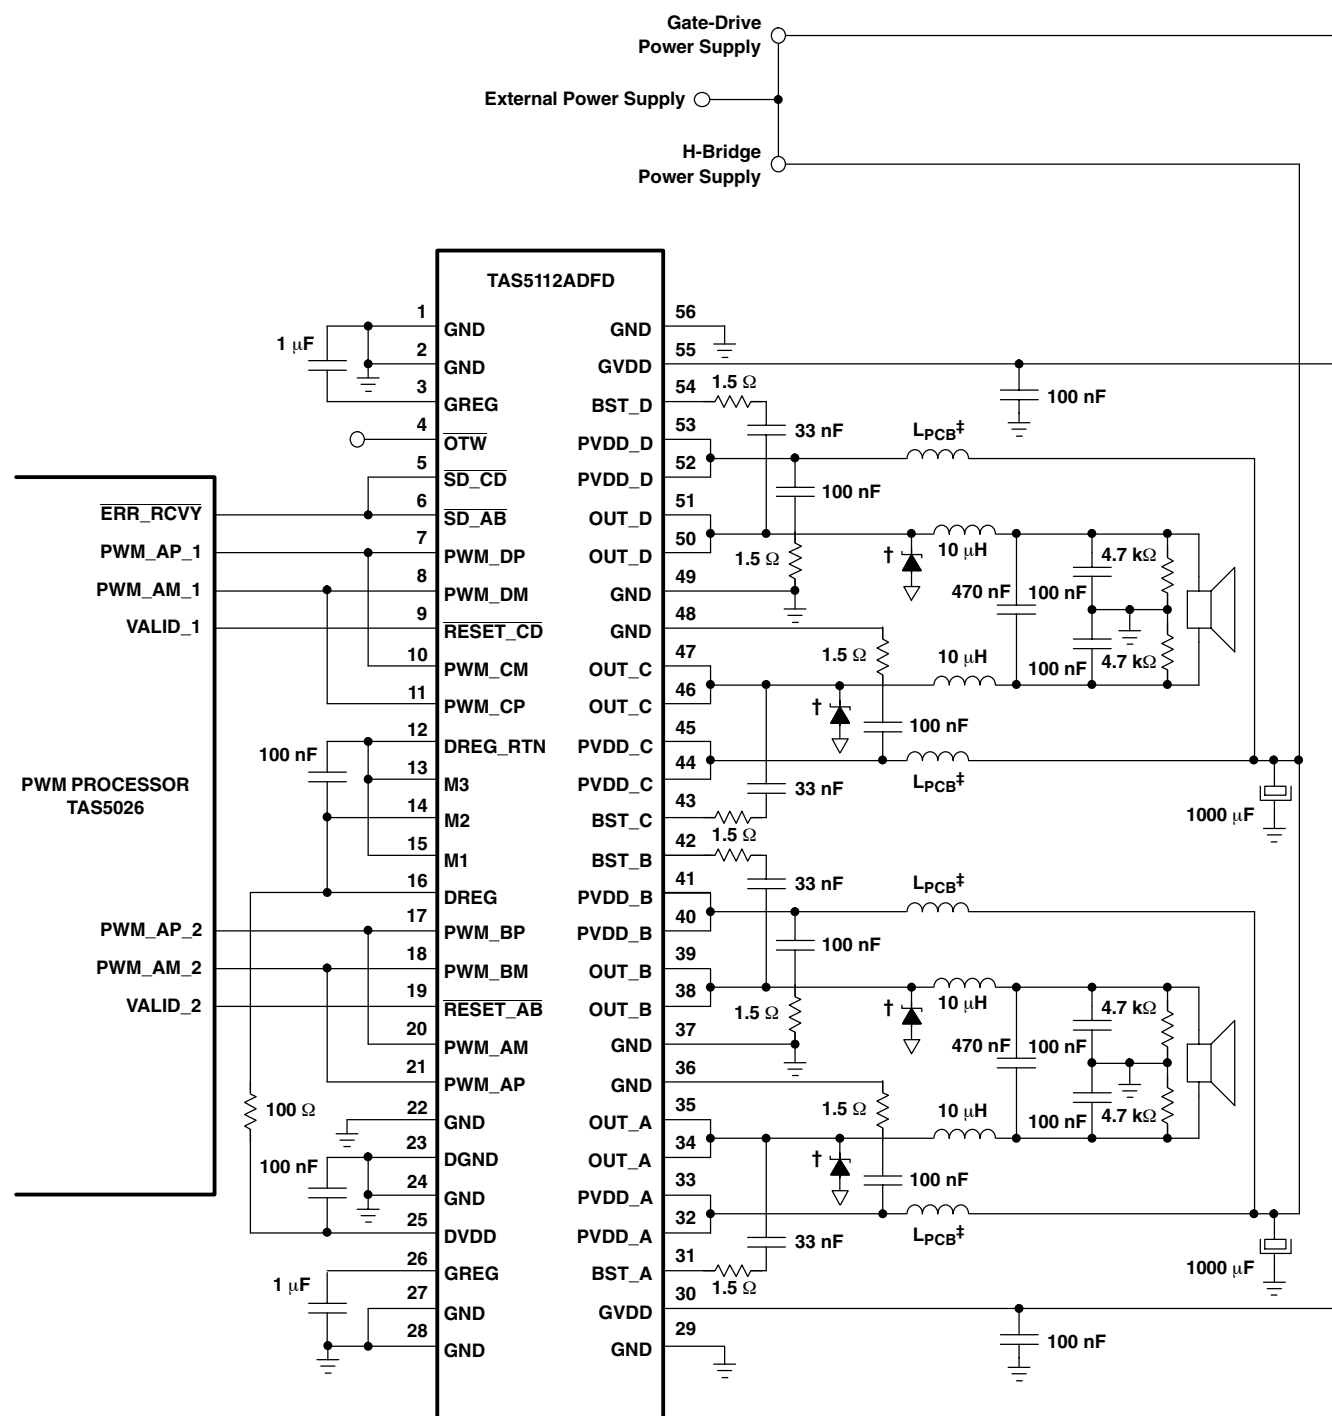 Gate-Drive
Power Supply
External Power Supply
H-Bridge
Power Supply
TAS5112ADFD
1
GND
2
GND
3
GREG
4
OTW
5
SD_CD
6
SD_AB
7
PWM_DP
8
PWM_DM
9
RESET_CD
10
PWM_CM
11
PWM_CP
12
DREG_RTN
13
M3
14
M2
15
M1
16
DREG
17
PWM_BP
18
PWM_BM
19
RESET_AB
20
PWM_AM
21
PWM_AP
22
GND
23
DGND
24
GND
25
DVDD
26
GREG
27
GND
28
GND
56
GND
55
GVDD
54
BST_D
53
PVDD_D
52
PVDD_D
51
OUT_D
50
OUT_D
49
GND
48
GND
47
OUT_C
46
OUT_C
45
PVDD_C
44
PVDD_C
43
BST_C
42
BST_B
41
PVDD_B
40
PVDD_B
39
OUT_B
38
OUT_B
37
GND
36
GND
35
OUT_A
34
OUT_A
33
PVDD_A
32
PVDD_A
31
BST_A
30
GVDD
29
GND
ERR_RCVY
PWM_AP_1
PWM_AM_1
VALID_1
PWM PROCESSOR
TAS5026
PWM_AP_2
PWM_AM_2
VALID_2
1 μF
100 nF
100 Ω
100 nF
1 μF
1.5 Ω
100 nF
33 nF
LPCB‡
100 nF
1.5 Ω
†
10 μH
470 nF
100 nF
4.7 kΩ
1.5 Ω
10 μH
100 nF
4.7 kΩ
†
100 nF
33 nF
LPCB‡
1000 μF
1.5 Ω
33 nF
LPCB‡
100 nF
1.5 Ω
†
10 μH
470 nF
100 nF
4.7 kΩ
1.5 Ω
10 μH
100 nF
4.7 kΩ
†
100 nF
33 nF
LPCB‡
1000 μF
1.5 Ω
100 nF